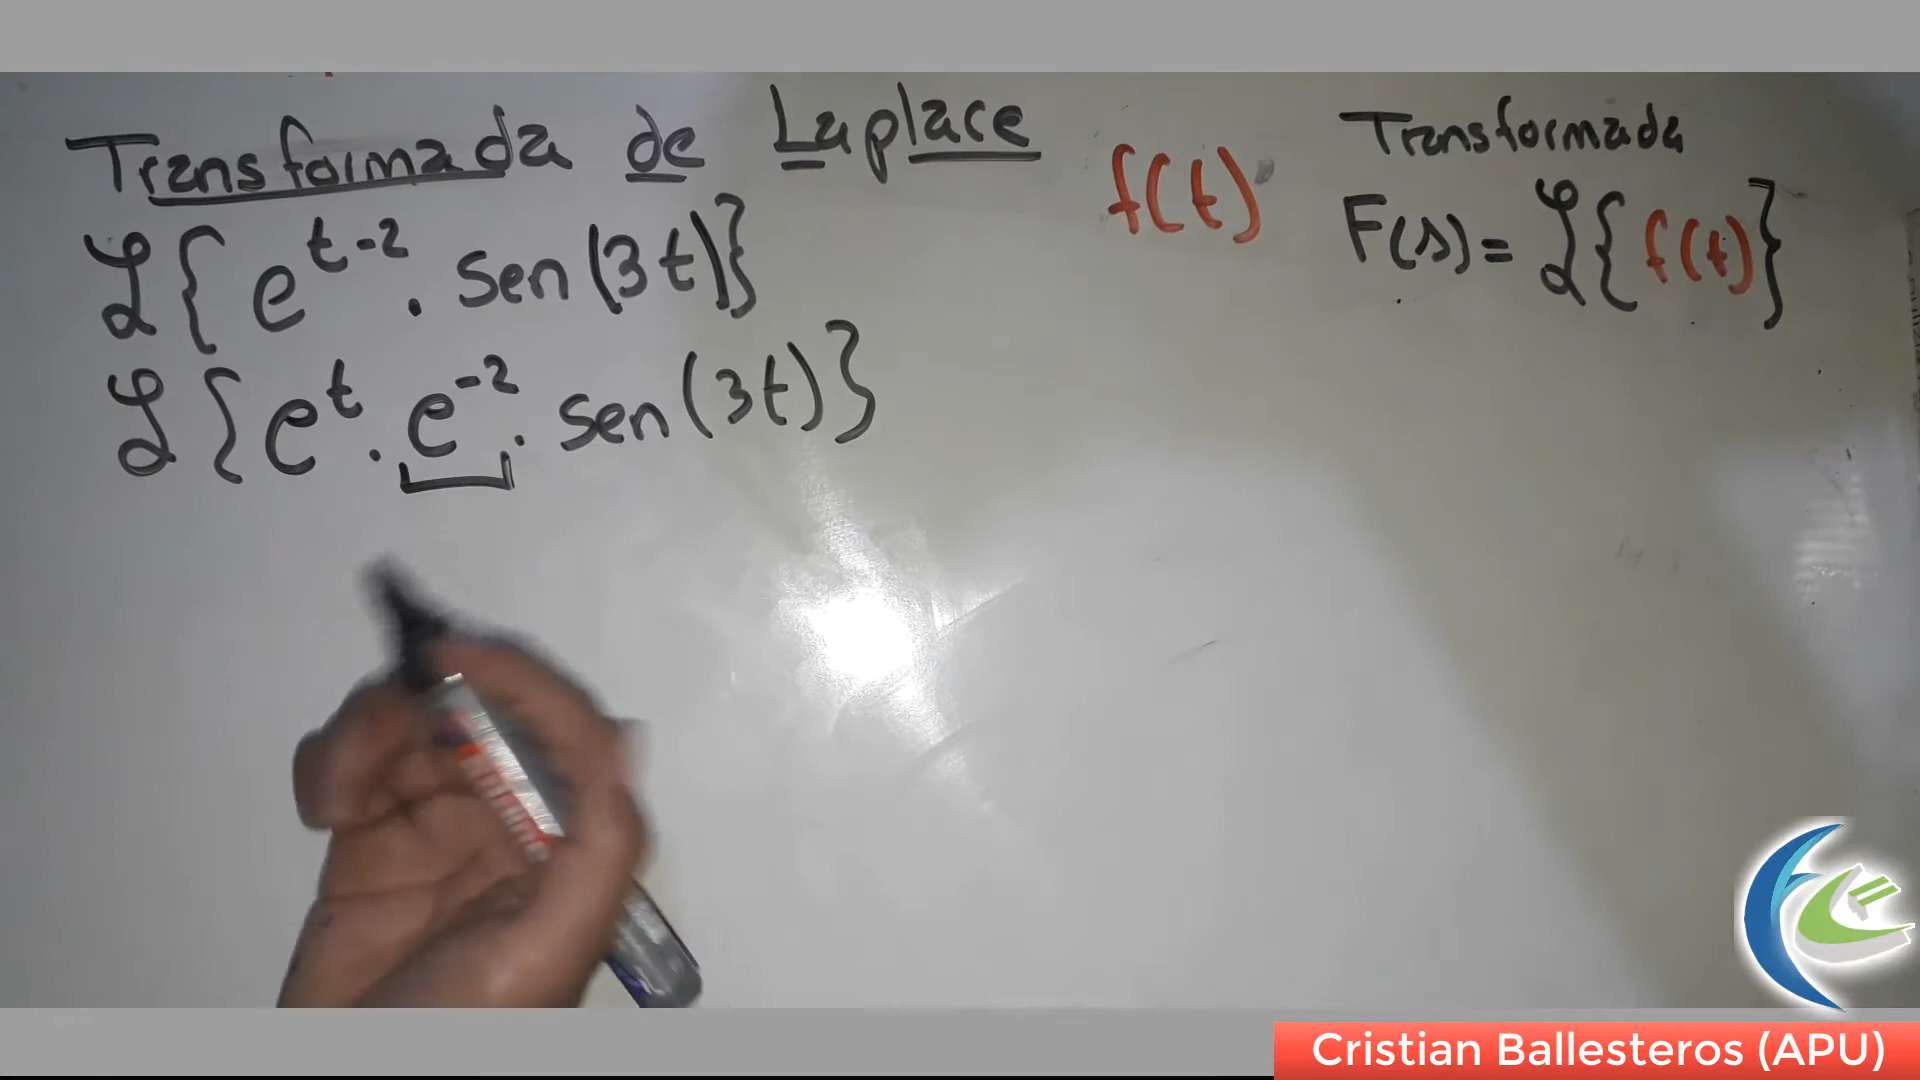 Transformada de Laplace
ℒ{e^{t-2} . Sen(3t)}
ℒ{e^t . e^{-2} . Sen(3t)}
f(t)
Transformada
F(s) = ℒ{f(t)}
Cristian Ballesteros (APU)